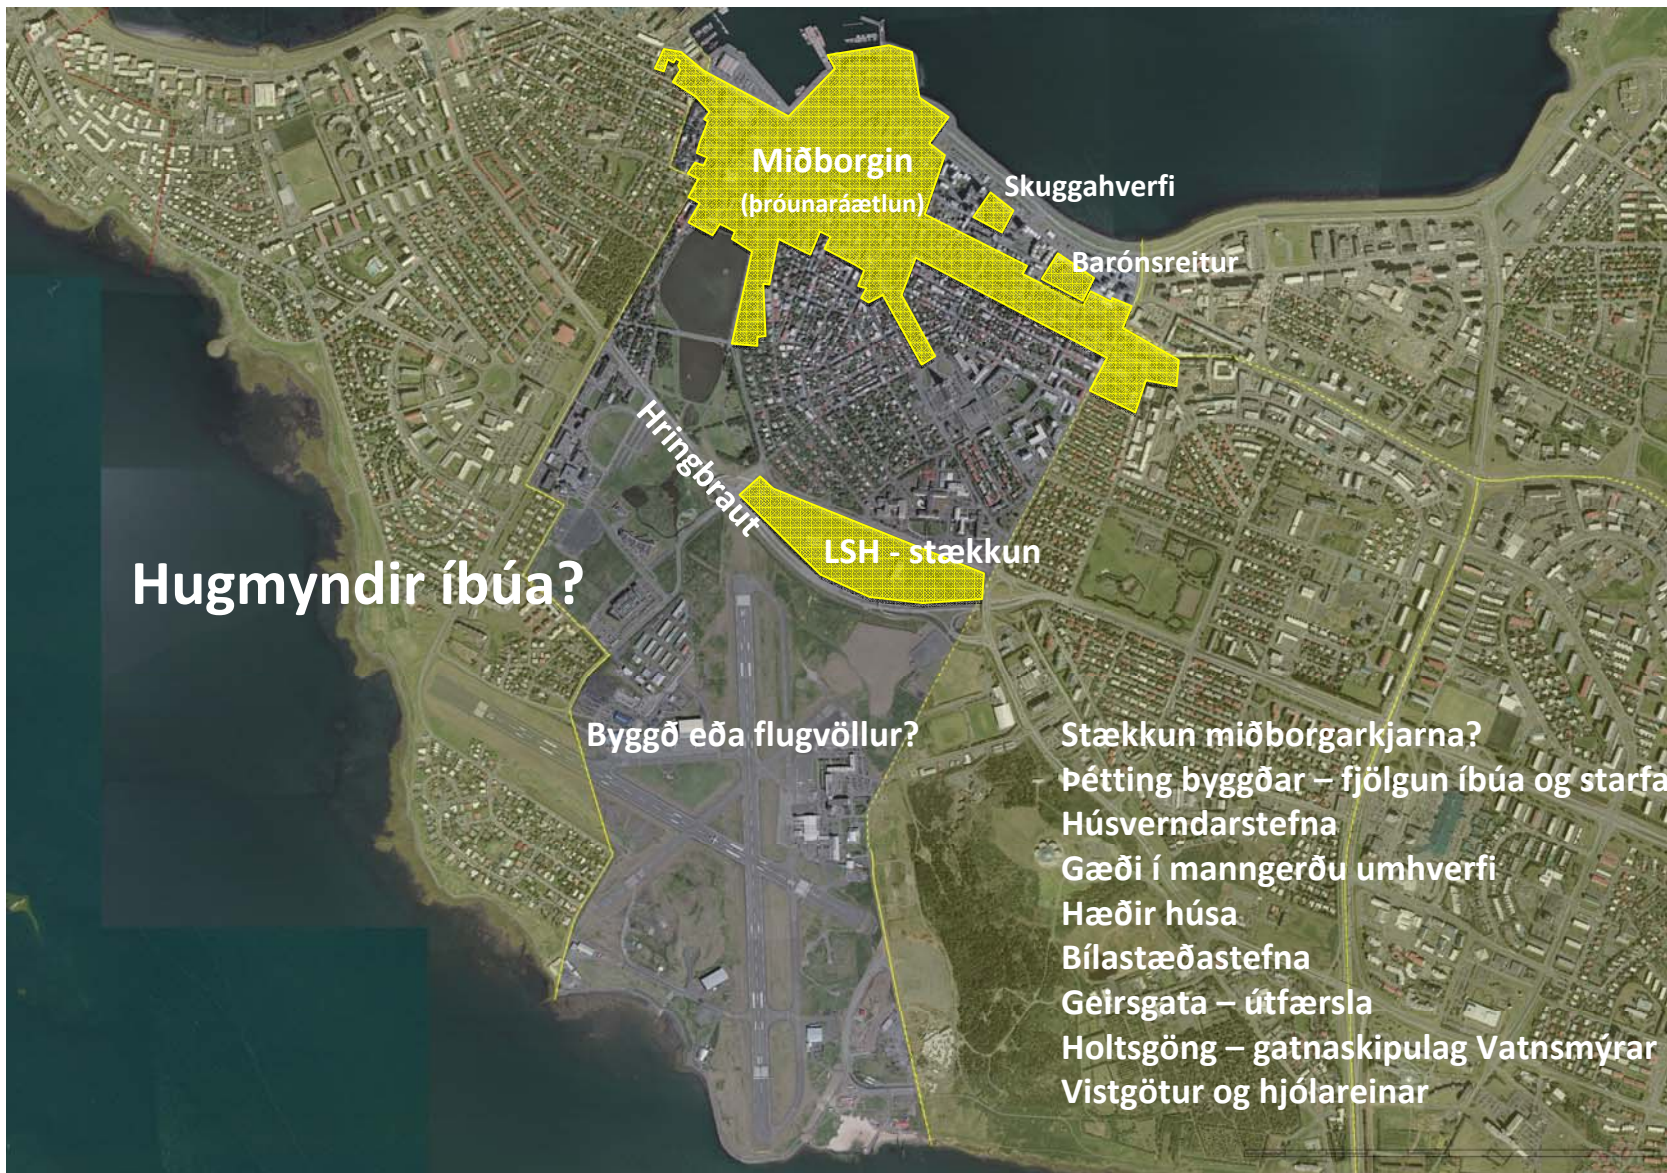 Miðborgin
(þróunaráætlun)
Skuggahverfi
Barónsreitur
Hringbraut
LSH - stækkun
Hugmyndir íbúa?
Byggð eða flugvöllur?
Stækkun miðborgarkjarna?
Þétting byggðar – fjölgun íbúa og starfa
Húsverndarstefna
Gæði í manngerðu umhverfi
Hæðir húsa
Bílastæðastefna
Geirsgata – útfærsla
Holtsgöng – gatnaskipulag Vatnsmýrar
Vistgötur og hjólareinar